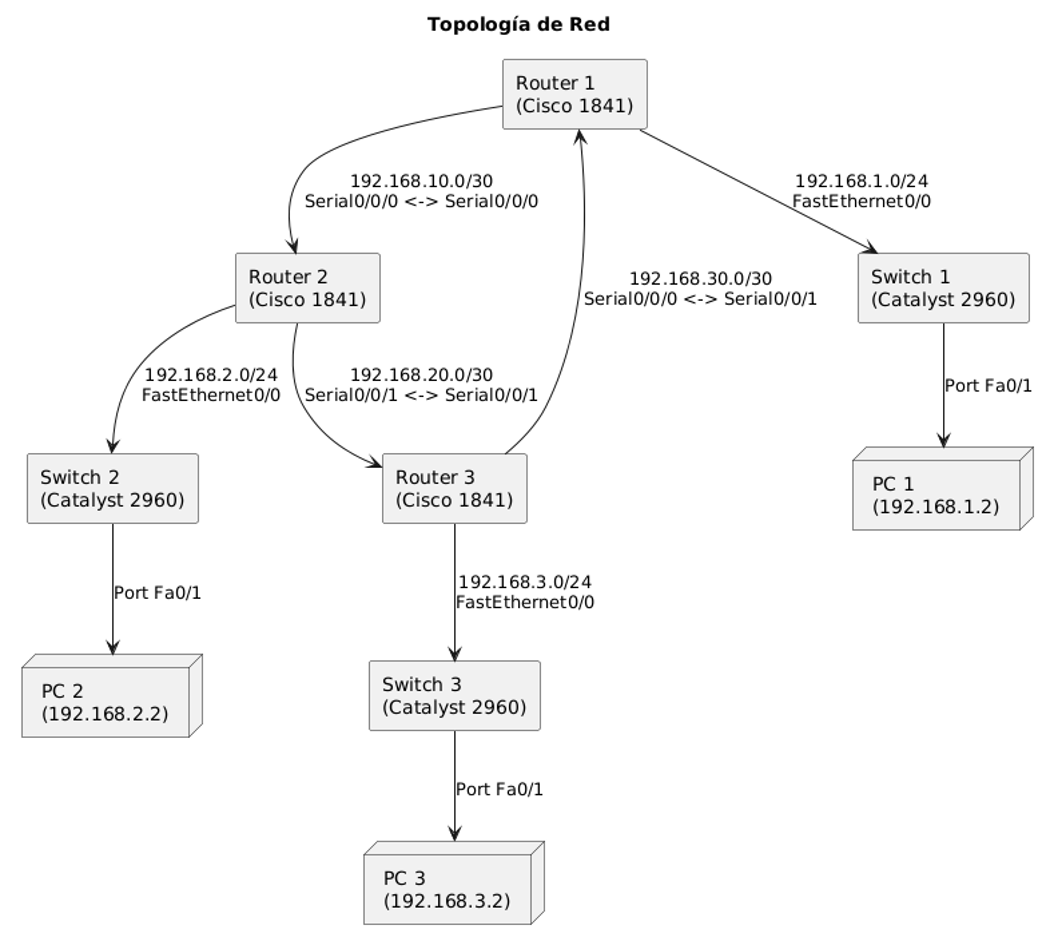 Topología de Red
Router 1
(Cisco 1841)
192.168.10.0/30
Serial0/0/0 <-> Serial0/0/0
192.168.1.0/24
FastEthernet0/0
Router 2
(Cisco 1841)
192.168.30.0/30
Serial0/0/0 <-> Serial0/0/1
Switch 1
(Catalyst 2960)
192.168.2.0/24
FastEthernet0/0
192.168.20.0/30
Serial0/0/1 <-> Serial0/0/1
Port Fa0/1
Switch 2
(Catalyst 2960)
Router 3
(Cisco 1841)
PC 1
(192.168.1.2)
Port Fa0/1
192.168.3.0/24
FastEthernet0/0
PC 2
(192.168.2.2)
Switch 3
(Catalyst 2960)
Port Fa0/1
PC 3
(192.168.3.2)